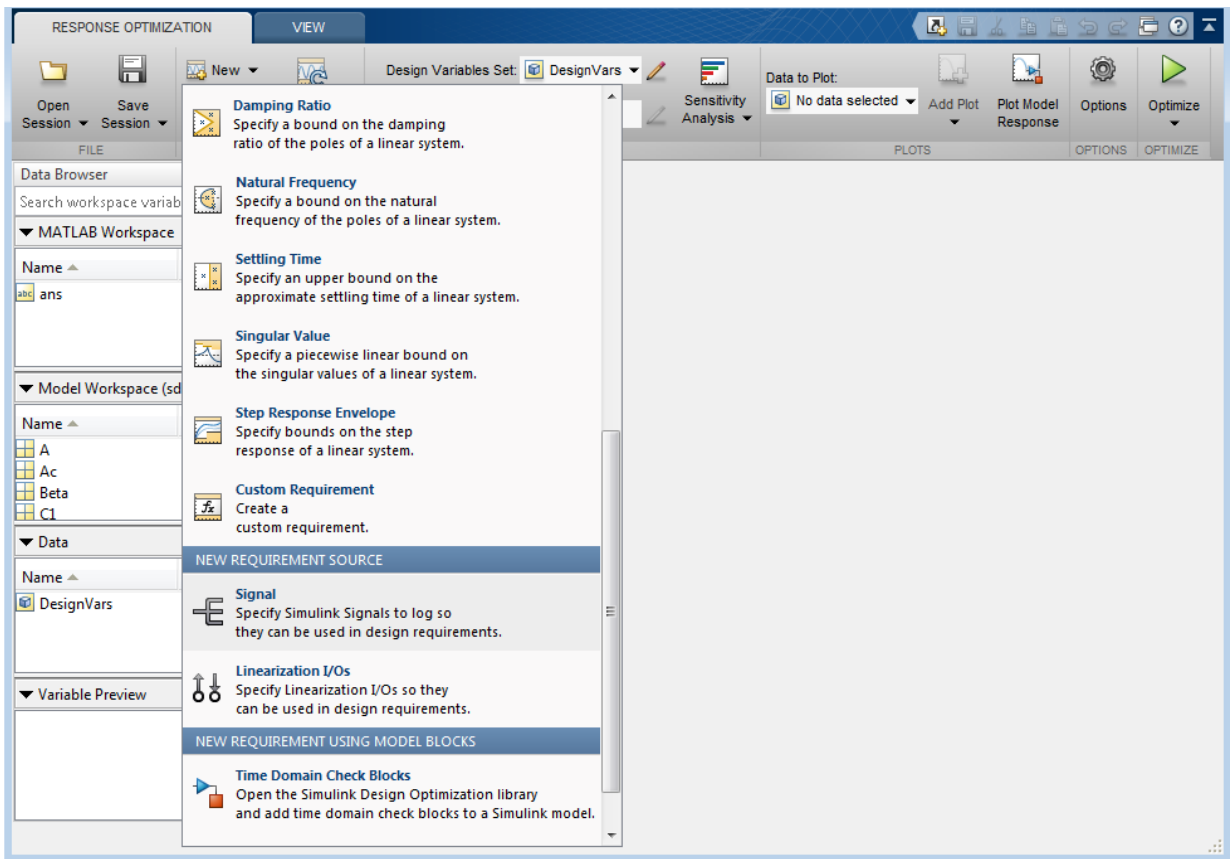 RESPONSE OPTIMIZATION VIEW
New Design Variables Set: DesignVars
Data to Plot:
No data selected
Open Session Save Session Sensitivity Analysis Add Plot Plot Model Response Options Optimize
FILE PLOTS OPTIONS OPTIMIZE
Data Browser
Search workspace variab
MATLAB Workspace
Name
abc ans
Model Workspace (sd
Name
A
Ac
Beta
C1
Data
Name
DesignVars
Variable Preview
Damping Ratio
Specify a bound on the damping
ratio of the poles of a linear system.
Natural Frequency
Specify a bound on the natural
frequency of the poles of a linear system.
Settling Time
Specify an upper bound on the
approximate settling time of a linear system.
Singular Value
Specify a piecewise linear bound on
the singular values of a linear system.
Step Response Envelope
Specify bounds on the step
response of a linear system.
fx
Custom Requirement
Create a
custom requirement.
NEW REQUIREMENT SOURCE
Signal
Specify Simulink Signals to log so
they can be used in design requirements.
Linearization I/Os
Specify Linearization I/Os so they
can be used in design requirements.
NEW REQUIREMENT USING MODEL BLOCKS
Time Domain Check Blocks
Open the Simulink Design Optimization library
and add time domain check blocks to a Simulink model.